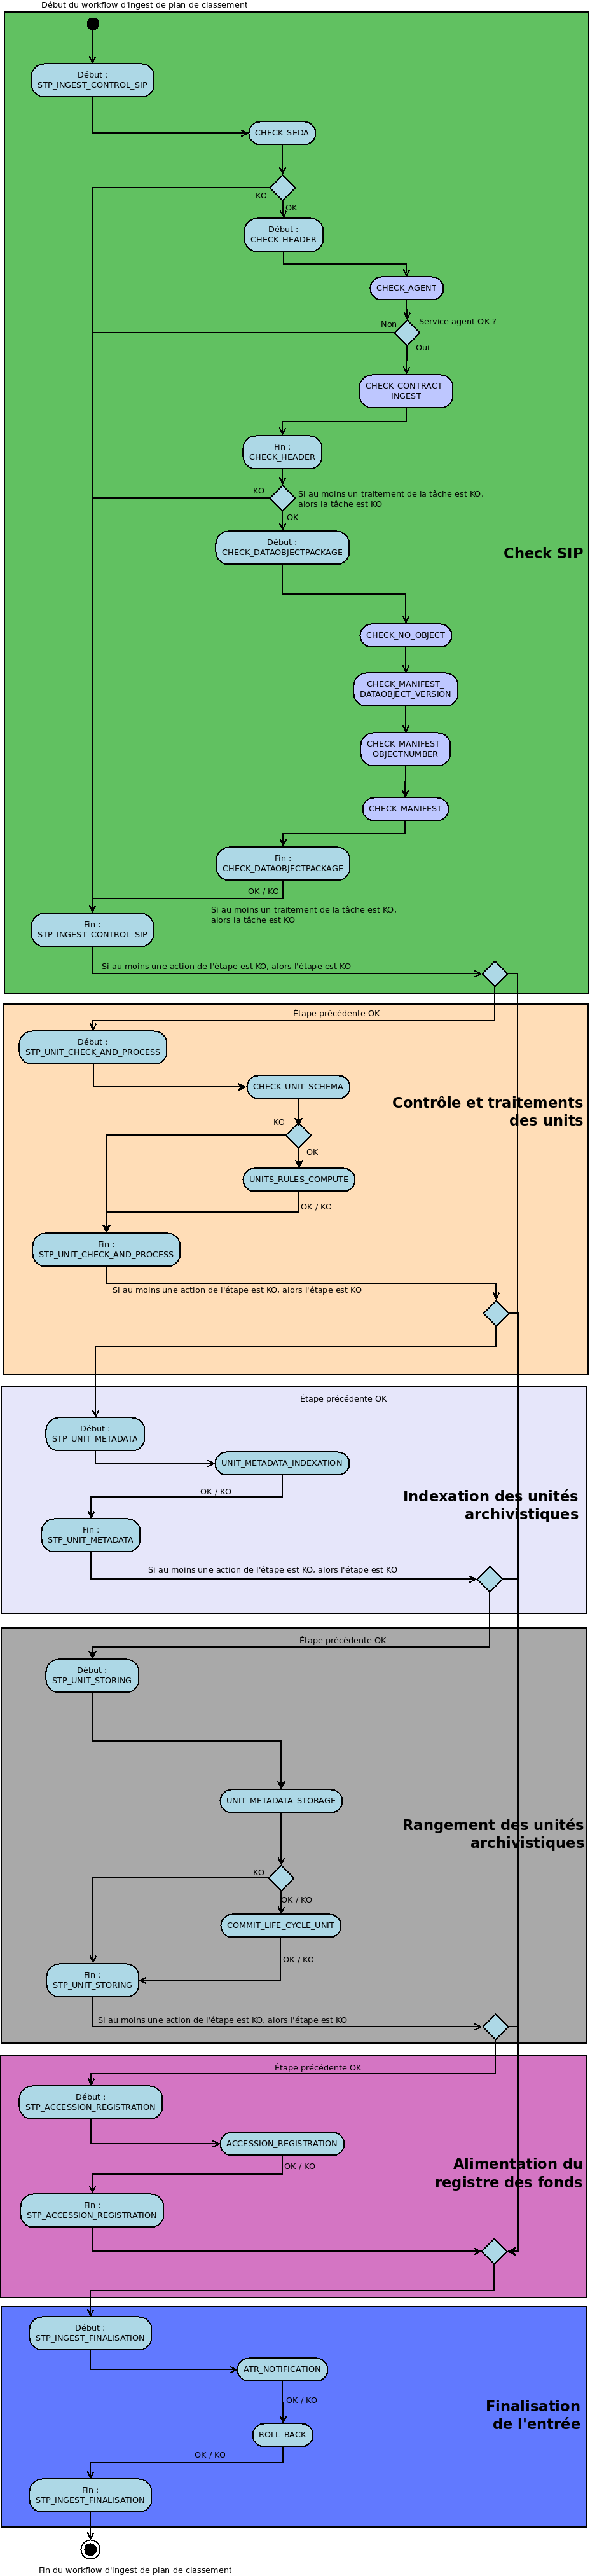 Début du workflow d'ingest de plan de classement
Début :
STP_INGEST_CONTROL_SIP
CHECK_SEDA
KO
OK
Début :
CHECK_HEADER
CHECK_AGENT
Non
Service agent OK ?
Oui
CHECK_CONTRACT_
INGEST
Fin :
CHECK_HEADER
KO
Si au moins un traitement de la tâche est KO,
alors la tâche est KO
OK
Début :
CHECK_DATAOBJECTPACKAGE
Check SIP
CHECK_NO_OBJECT
CHECK_MANIFEST_
DATAOBJECT_VERSION
CHECK_MANIFEST_
OBJECTNUMBER
CHECK_MANIFEST
Fin :
CHECK_DATAOBJECTPACKAGE
OK / KO
Si au moins un traitement de la tâche est KO,
alors la tâche est KO
Fin :
STP_INGEST_CONTROL_SIP
Si au moins une action de l'étape est KO, alors l'étape est KO
Étape précédente OK
Début :
STP_UNIT_CHECK_AND_PROCESS
CHECK_UNIT_SCHEMA
Contrôle et traitements
des units
KO
OK
UNITS_RULES_COMPUTE
OK / KO
Fin :
STP_UNIT_CHECK_AND_PROCESS
Si au moins une action de l'étape est KO, alors l'étape est KO
Étape précédente OK
Début :
STP_UNIT_METADATA
UNIT_METADATA_INDEXATION
OK / KO
Indexation des unités
archivistiques
Fin :
STP_UNIT_METADATA
Si au moins une action de l'étape est KO, alors l'étape est KO
Étape précédente OK
Début :
STP_UNIT_STORING
UNIT_METADATA_STORAGE
Rangement des unités
archivistiques
KO
OK / KO
COMMIT_LIFE_CYCLE_UNIT
OK / KO
Fin :
STP_UNIT_STORING
Si au moins une action de l'étape est KO, alors l'étape est KO
Étape précédente OK
Début :
STP_ACCESSION_REGISTRATION
ACCESSION_REGISTRATION
OK / KO
Alimentation du
registre des fonds
Fin :
STP_ACCESSION_REGISTRATION
Début :
STP_INGEST_FINALISATION
ATR_NOTIFICATION
OK / KO
Finalisation
de l'entrée
ROLL_BACK
OK / KO
Fin :
STP_INGEST_FINALISATION
Fin du workflow d'ingest de plan de classement